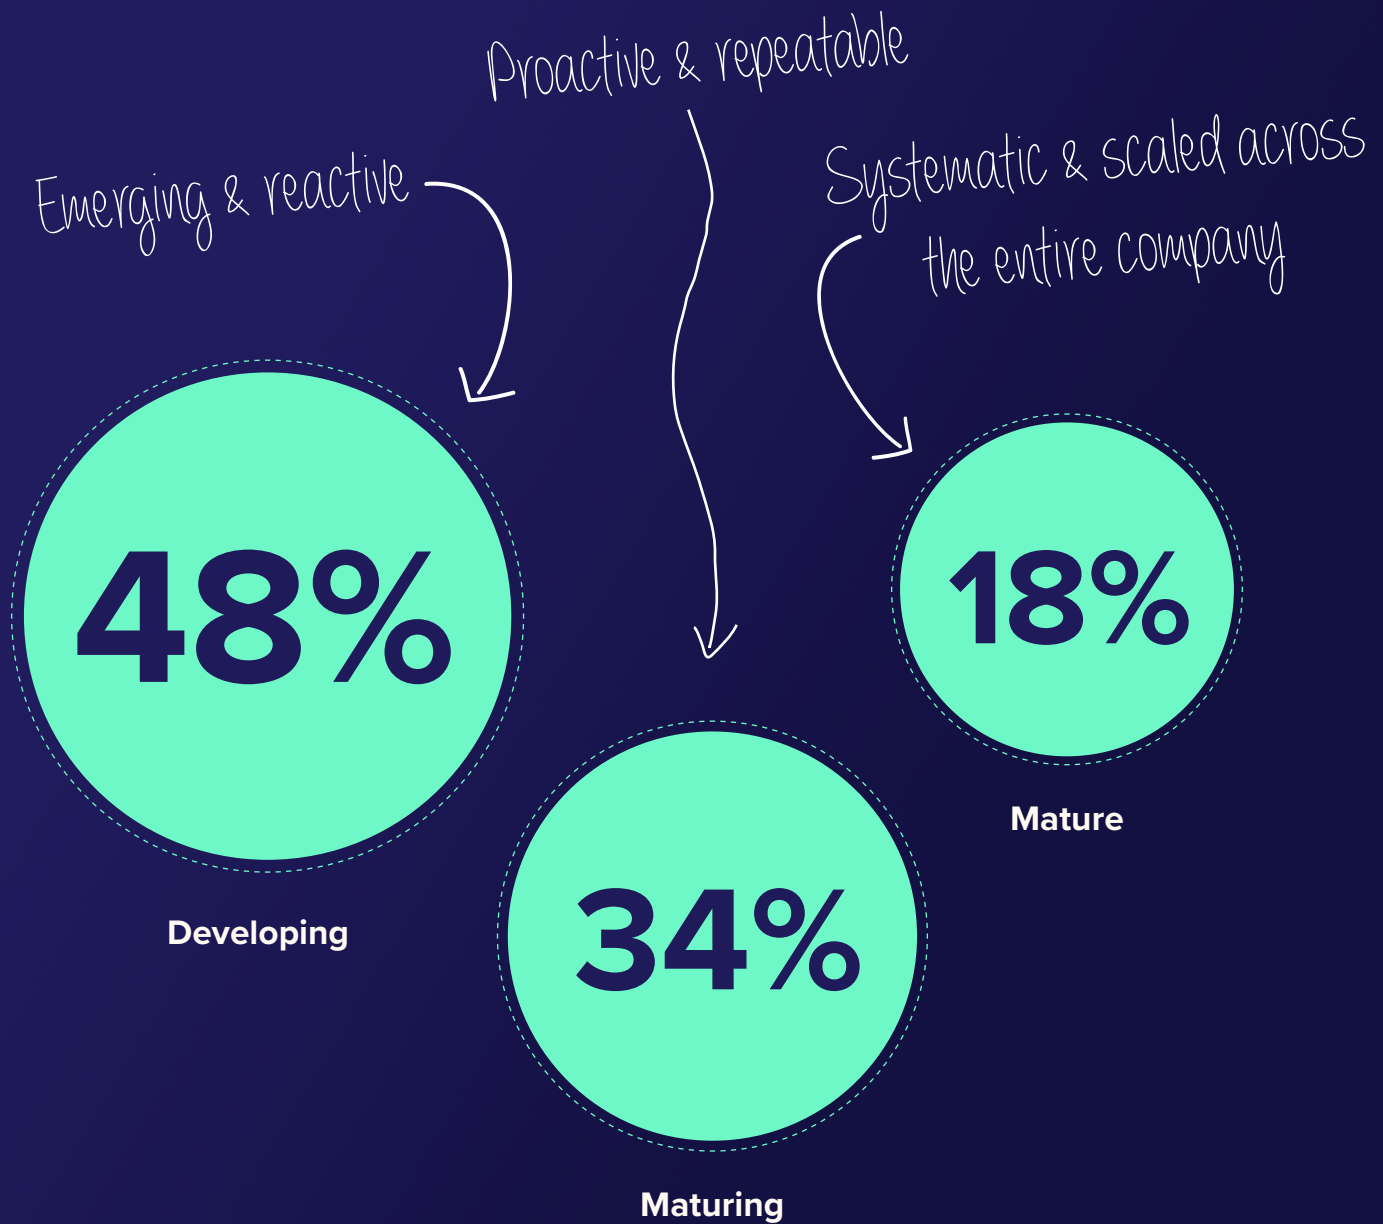 Proactive & repeatable
Emerging & reactive
Systematic & scaled across
the entire company
48%
Developing
34%
Maturing
18%
Mature